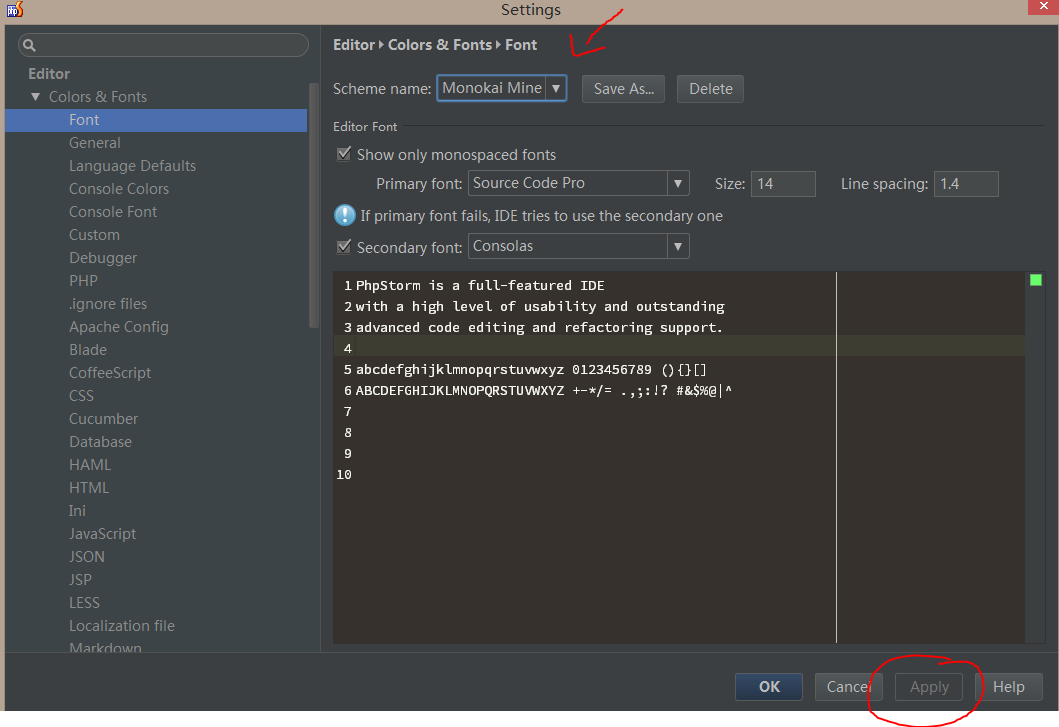 Settings
Editor
Colors & Fonts
Font
General
Language Defaults
Console Colors
Console Font
Custom
Debugger
PHP
.ignore files
Apache Config
Blade
CoffeeScript
CSS
Cucumber
Database
HAML
HTML
Ini
JavaScript
JSON
JSP
LESS
Localization file
Markdown
Editor Colors & Fonts Font
Scheme name: Monokai Mine Save As... Delete
Editor Font
Show only monospaced fonts
Primary font: Source Code Pro Size: 14 Line spacing: 1.4
If primary font fails, IDE tries to use the secondary one
Secondary font: Consolas
1 PhpStorm is a full-featured IDE
2 with a high level of usability and outstanding
3 advanced code editing and refactoring support.
4
5 abcdefghijklmnopqrstuvwxyz 0123456789 (){}[]
6 ABCDEFGHIJKLMNOPQRSTUVWXYZ +-*/= .,;:!? #&$%@|^
7
8
9
10
OK Cancel Apply Help